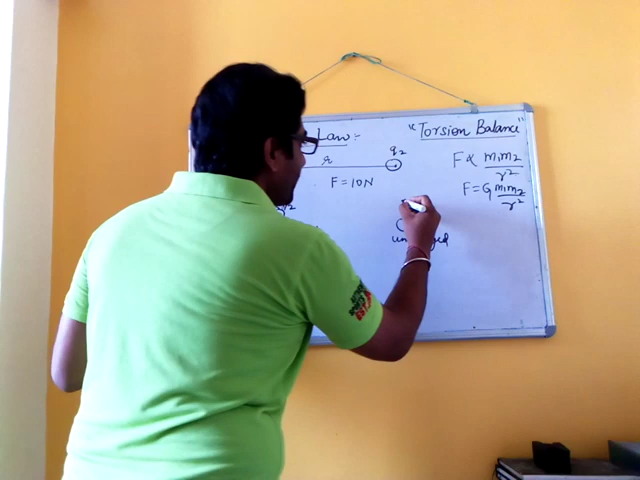 Law :-
"Torsion Balance"
r q₂
F ∝ m₁m₂/r²
F = 10N
F = G m₁m₂/r²